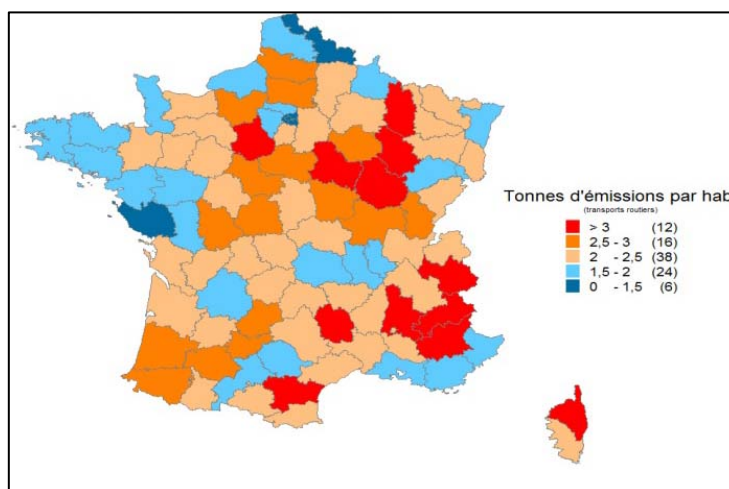 Tonnes d'émissions par hab
(transports routiers)
> 3 (12)
2,5 - 3 (16)
2 - 2,5 (38)
1,5 - 2 (24)
0 - 1,5 (6)